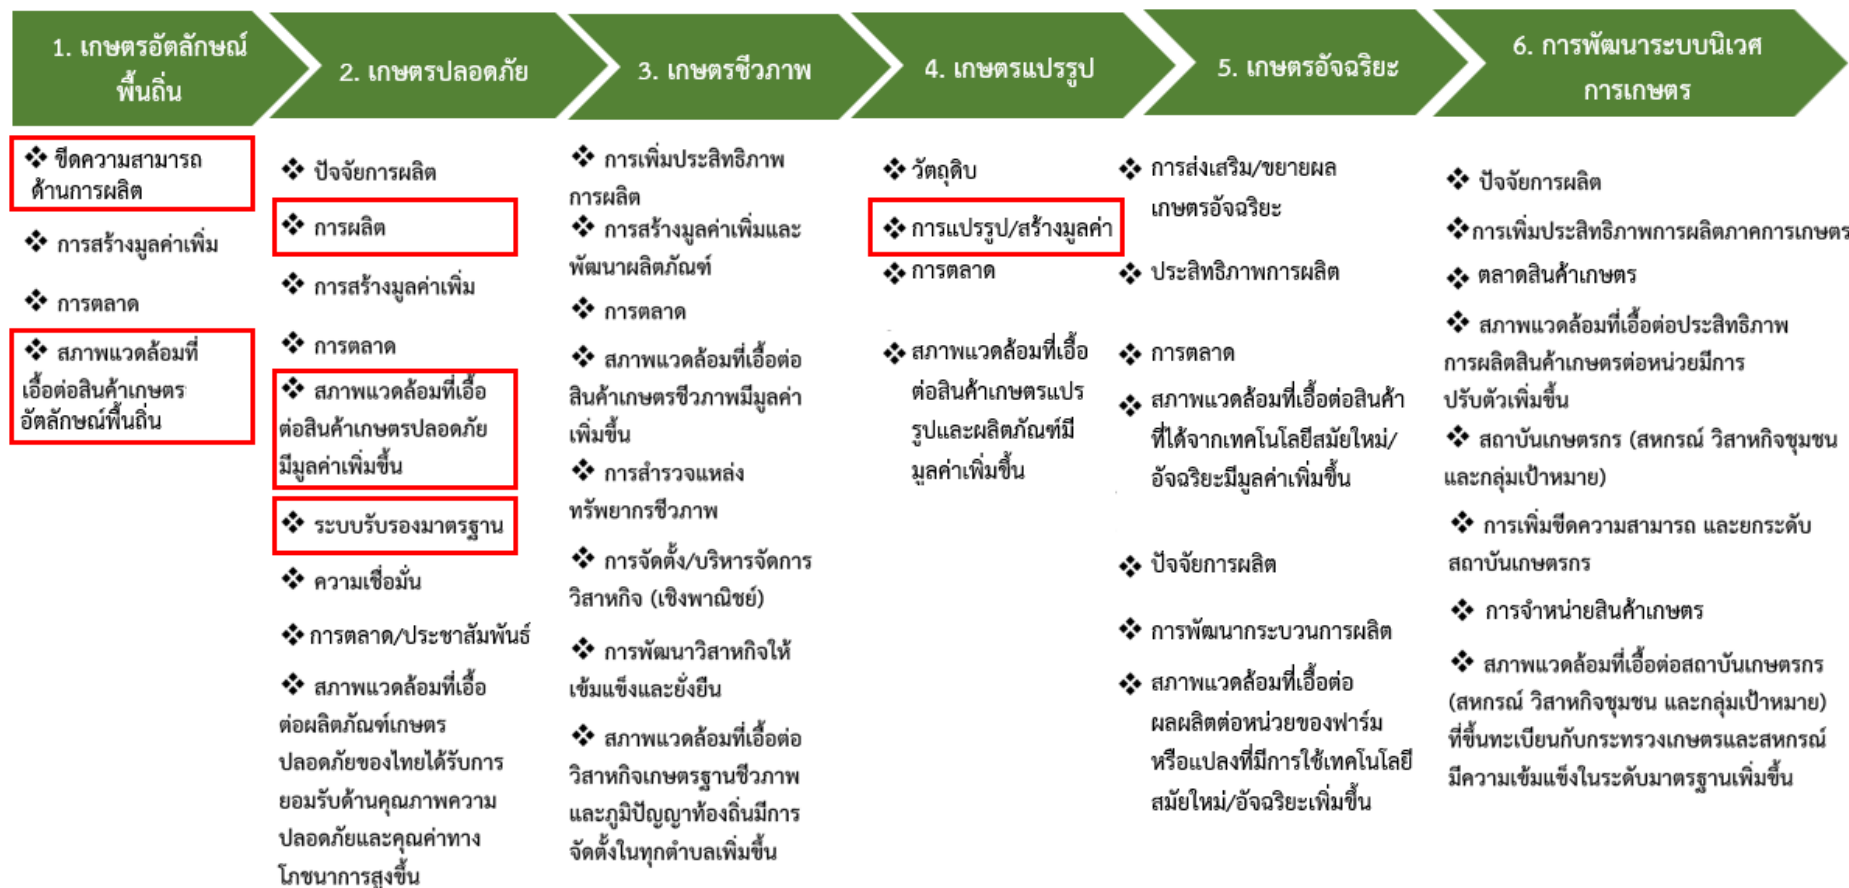 1. เกษตรอัตลักษณ์
พื้นถิ่น
2. เกษตรปลอดภัย
3. เกษตรชีวภาพ
4. เกษตรแปรรูป
5. เกษตรอัจฉริยะ
6. การพัฒนาระบบนิเวศ
การเกษตร
❖ ขีดความสามารถ
ด้านการผลิต
❖ การสร้างมูลค่าเพิ่ม
❖ การตลาด
❖ สภาพแวดล้อมที่
เอื้อต่อสินค้าเกษตร
อัตลักษณ์พื้นถิ่น
❖ ปัจจัยการผลิต
❖ การผลิต
❖ การสร้างมูลค่าเพิ่ม
❖ การตลาด
❖ สภาพแวดล้อมที่เอื้อ
ต่อสินค้าเกษตรปลอดภัย
มีมูลค่าเพิ่มขึ้น
❖ ระบบรับรองมาตรฐาน
❖ ความเชื่อมั่น
❖ การตลาด/ประชาสัมพันธ์
❖ สภาพแวดล้อมที่เอื้อ
ต่อผลิตภัณฑ์เกษตร
ปลอดภัยของไทยได้รับการ
ยอมรับด้านคุณภาพความ
ปลอดภัยและคุณค่าทาง
โภชนาการสูงขึ้น
❖ การเพิ่มประสิทธิภาพ
การผลิต
❖ การสร้างมูลค่าเพิ่มและ
พัฒนาผลิตภัณฑ์
❖ การตลาด
❖ สภาพแวดล้อมที่เอื้อต่อ
สินค้าเกษตรชีวภาพมีมูลค่า
เพิ่มขึ้น
❖ การสำรวจแหล่ง
ทรัพยากรชีวภาพ
❖ การจัดตั้ง/บริหารจัดการ
วิสาหกิจ (เชิงพาณิชย์)
❖ การพัฒนาวิสาหกิจให้
เข้มแข็งและยั่งยืน
❖ สภาพแวดล้อมที่เอื้อต่อ
วิสาหกิจเกษตรฐานชีวภาพ
และภูมิปัญญาท้องถิ่นมีการ
จัดตั้งในทุกตำบลเพิ่มขึ้น
❖ วัตถุดิบ
❖ การแปรรูป/สร้างมูลค่า
❖ การตลาด
❖ สภาพแวดล้อมที่เอื้อ
ต่อสินค้าเกษตรแปร
รูปและผลิตภัณฑ์มี
มูลค่าเพิ่มขึ้น
❖ การส่งเสริม/ขยายผล
เกษตรอัจฉริยะ
❖ ประสิทธิภาพการผลิต
❖ การตลาด
❖ สภาพแวดล้อมที่เอื้อต่อสินค้า
ที่ได้จากเทคโนโลยีสมัยใหม่/
อัจฉริยะมีมูลค่าเพิ่มขึ้น
❖ ปัจจัยการผลิต
❖ การพัฒนากระบวนการผลิต
❖ สภาพแวดล้อมที่เอื้อต่อ
ผลผลิตต่อหน่วยของฟาร์ม
หรือแปลงที่มีการใช้เทคโนโลยี
สมัยใหม่/อัจฉริยะเพิ่มขึ้น
❖ ปัจจัยการผลิต
❖ การเพิ่มประสิทธิภาพการผลิตภาคการเกษตร
❖ ตลาดสินค้าเกษตร
❖ สภาพแวดล้อมที่เอื้อต่อประสิทธิภาพ
การผลิตสินค้าเกษตรต่อหน่วยมีการ
ปรับตัวเพิ่มขึ้น
❖ สถาบันเกษตรกร (สหกรณ์ วิสาหกิจชุมชน
และกลุ่มเป้าหมาย)
❖ การเพิ่มขีดความสามารถ และยกระดับ
สถาบันเกษตรกร
❖ การจำหน่ายสินค้าเกษตร
❖ สภาพแวดล้อมที่เอื้อต่อสถาบันเกษตรกร
(สหกรณ์ วิสาหกิจชุมชน และกลุ่มเป้าหมาย)
ที่ขึ้นทะเบียนกับกระทรวงเกษตรและสหกรณ์
มีความเข้มแข็งในระดับมาตรฐานเพิ่มขึ้น